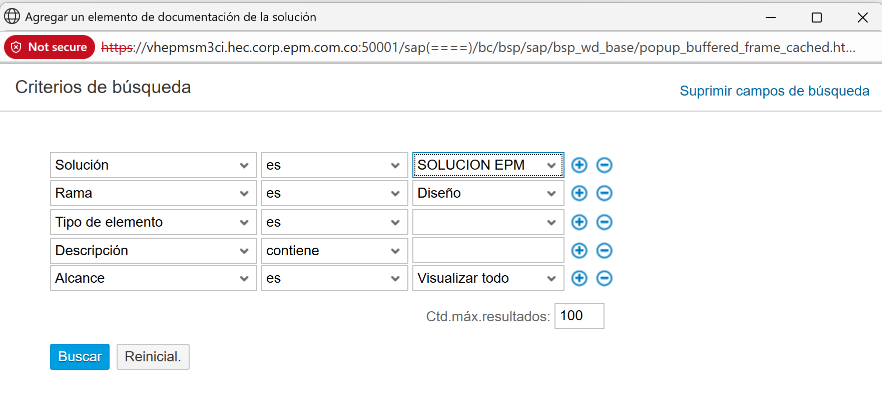 Agregar un elemento de documentación de la solución
Not secure https://vhepmsm3ci.hec.corp.epm.com.co:50001/sap(====)/bc/bsp/sap/bsp_wd_base/popup_buffered_frame_cached.ht...
Criterios de búsqueda
Suprimir campos de búsqueda
Solución es SOLUCION EPM
Rama es Diseño
Tipo de elemento es
Descripción contiene
Alcance es Visualizar todo
Ctd.máx.resultados: 100
Buscar Reinicial.